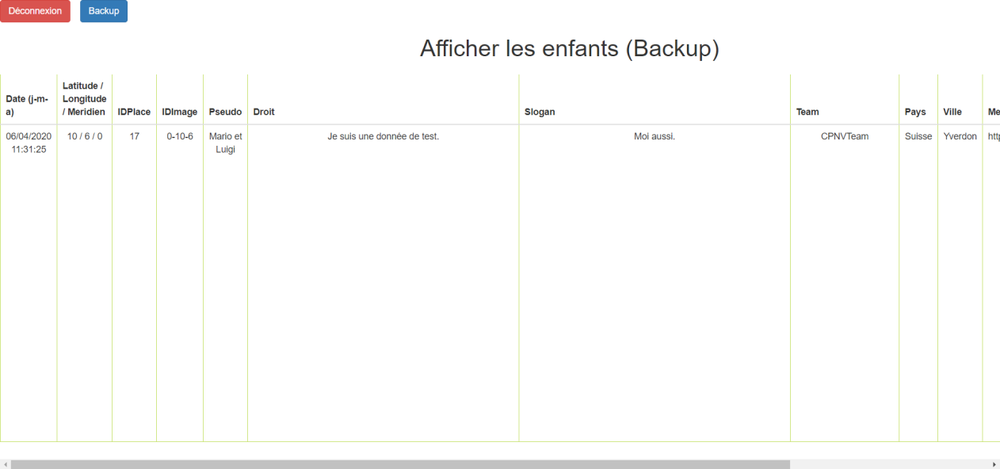 Déconnexion Backup
Afficher les enfants (Backup)
Latitude /
Date (j-m- Longitude
a) / Meridien IDPlace IDImage Pseudo Droit Slogan Team Pays Ville Me
06/04/2020 10 / 6 / 0 17 0-10-6 Mario et Je suis une donnée de test. Moi aussi. CPNVTeam Suisse Yverdon http
11:31:25 Luigi